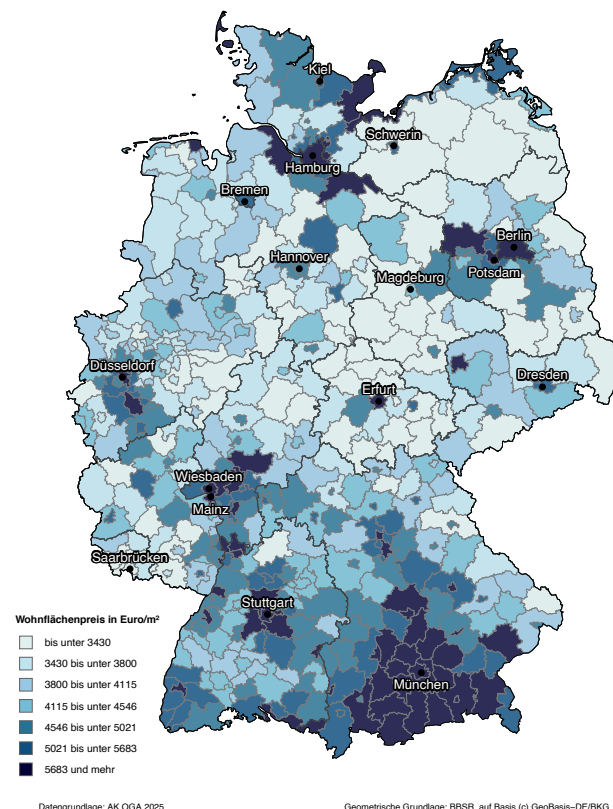 Kiel
Schwerin
Hamburg
Bremen
Berlin
Hannover
Potsdam
Magdeburg
Düsseldorf
Dresden
Erfurt
Wiesbaden
Mainz
Saarbrücken
Stuttgart
München
Wohnflächenpreis in Euro/m²
bis unter 3430
3430 bis unter 3800
3800 bis unter 4115
4115 bis unter 4546
4546 bis unter 5021
5021 bis unter 5683
5683 und mehr
Datengrundlage: AK OGA 2025
Geometrische Grundlage: BBSR, auf Basis (c) GeoBasis-DE/BKG